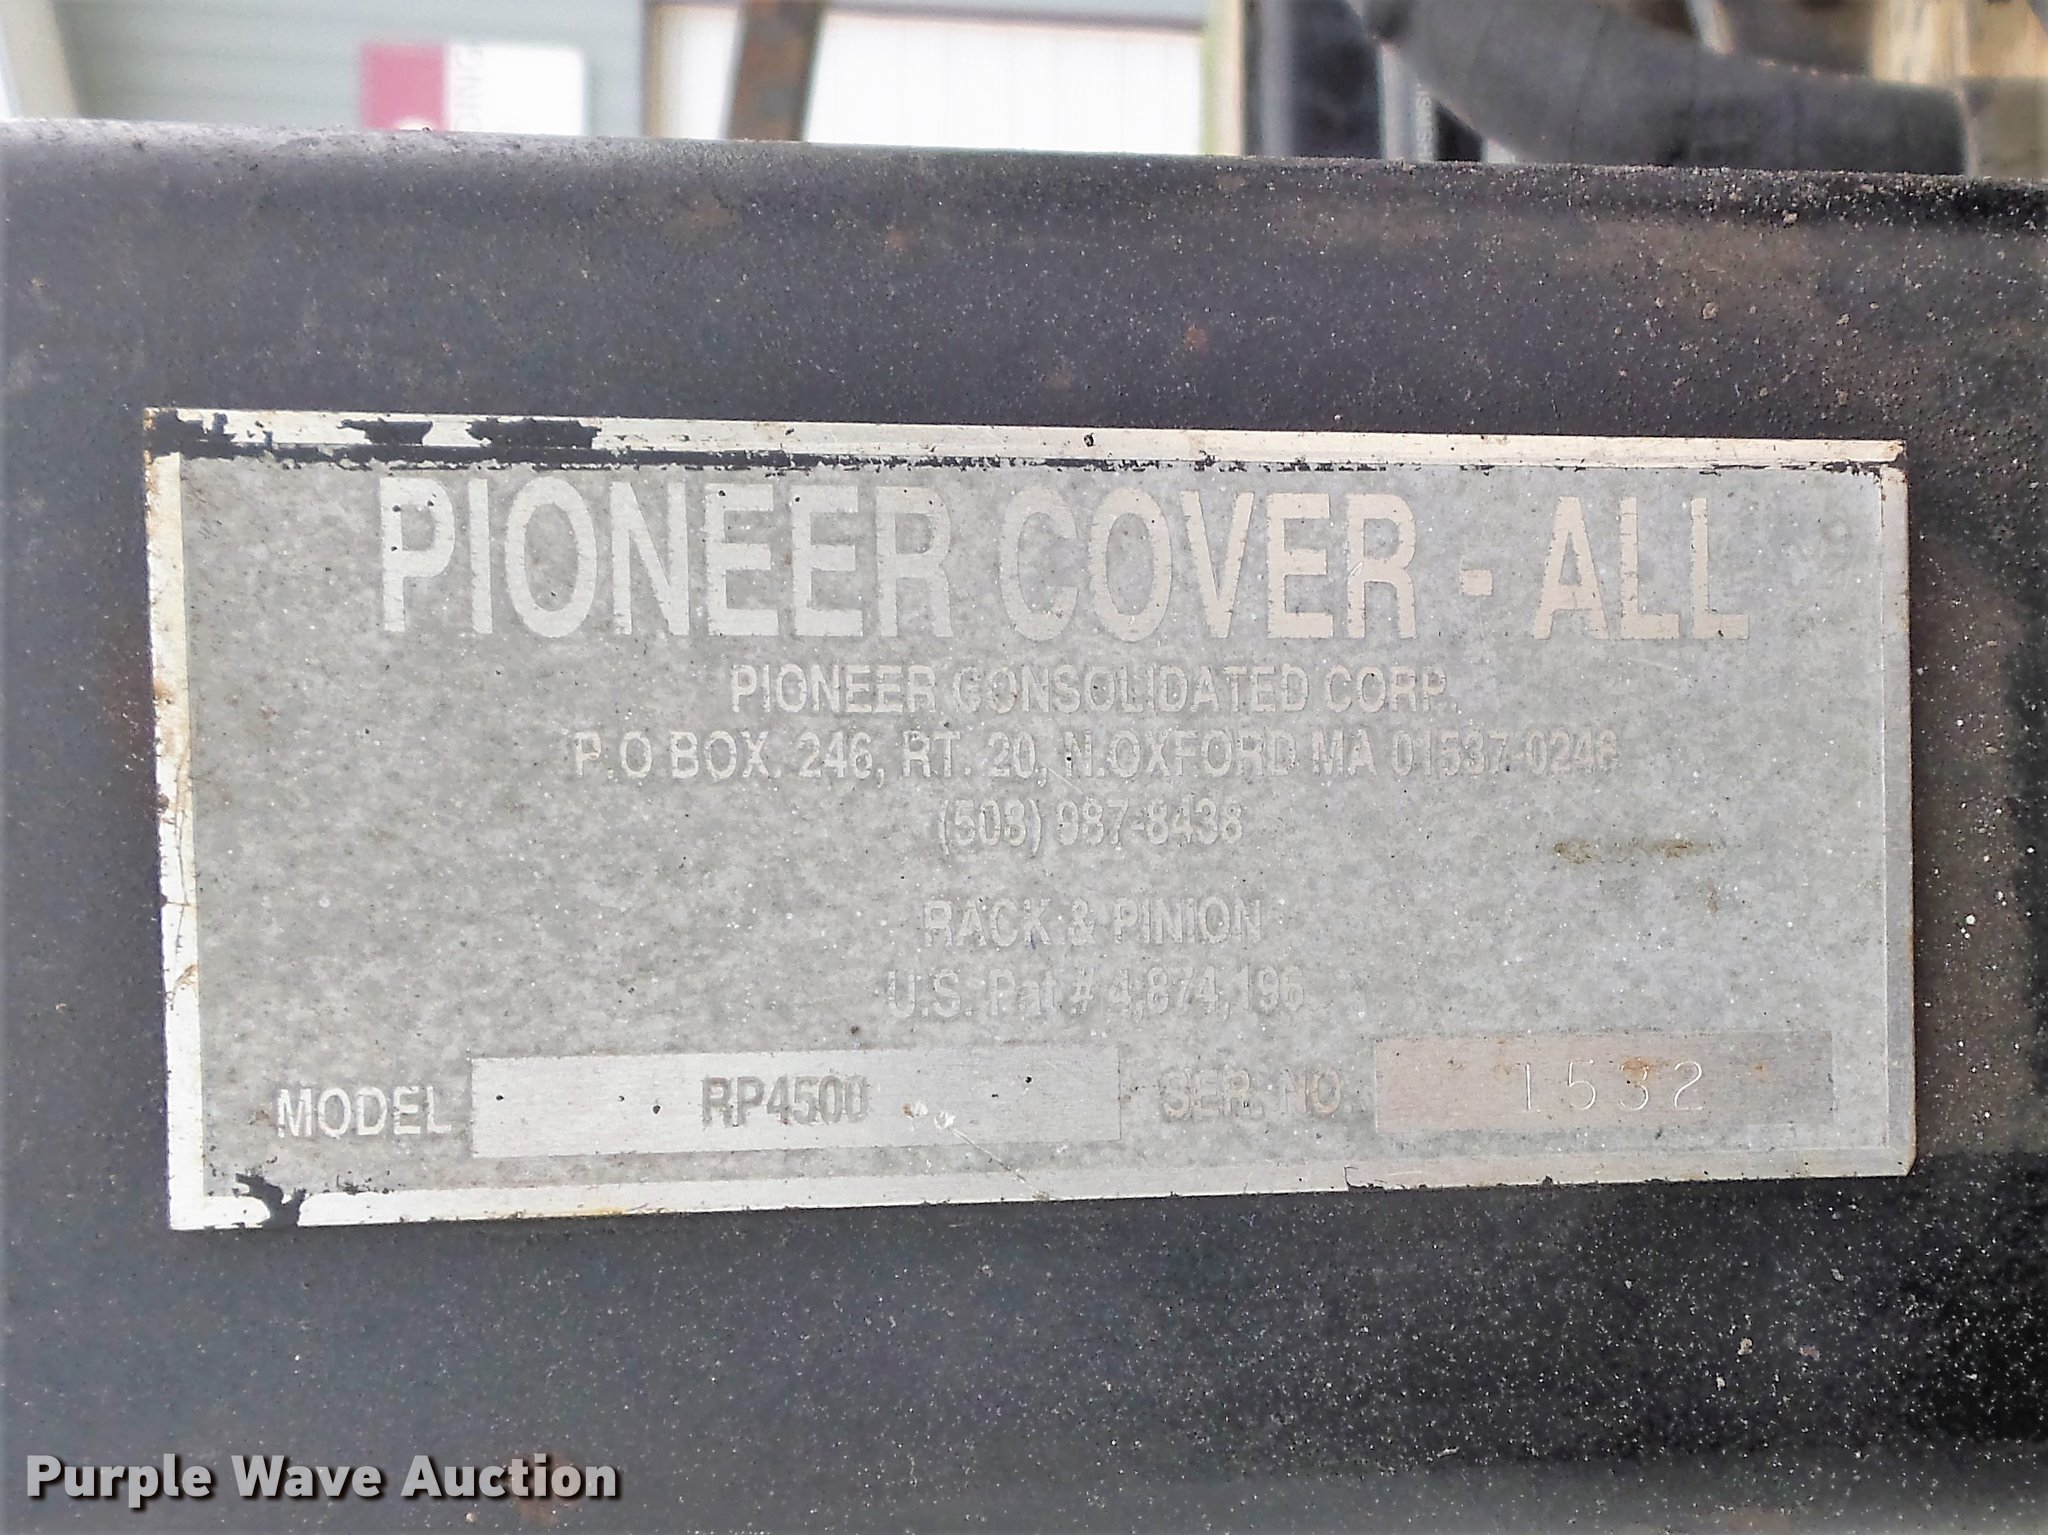 DING
PIONEER COVER - ALL
PIONEER CONSOLIDATED CORP.
P.O BOX. 246, RT. 20, N.OXFORD MA 01537-0246
(508) 987-8438
RACK & PINION
U.S. Pat # 4,874,196
MODEL RP4500 SER. NO. 1532
Purple Wave Auction